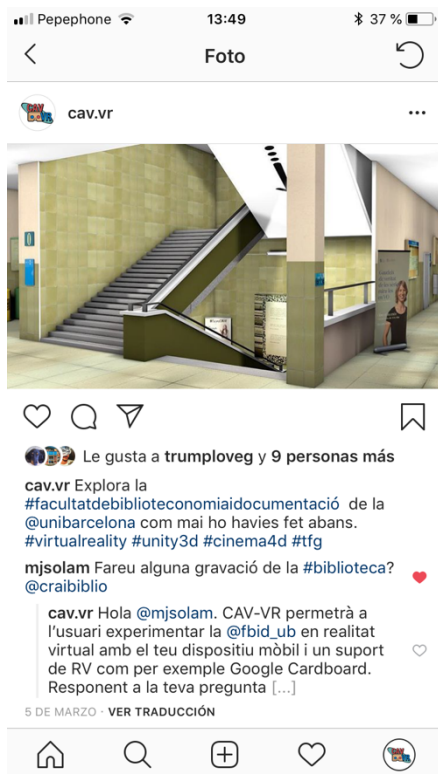 Pepephone 13:49 37 %
Foto
cav.vr
Le gusta a trumploveg y 9 personas más
cav.vr Explora la
#facultatdebiblioteconomiaidocumentació de la
@unibarcelona com mai ho havies fet abans.
#virtualreality #unity3d #cinema4d #tfg
mjsolam Fareu alguna gravació de la #biblioteca?
@craibiblio
cav.vr Hola @mjsolam. CAV-VR permetrà a
l'usuari experimentar la @fbid_ub en realitat
virtual amb el teu dispositiu mòbil i un suport
de RV com per exemple Google Cardboard.
Responent a la teva pregunta [...]
5 DE MARZO · VER TRADUCCIÓN